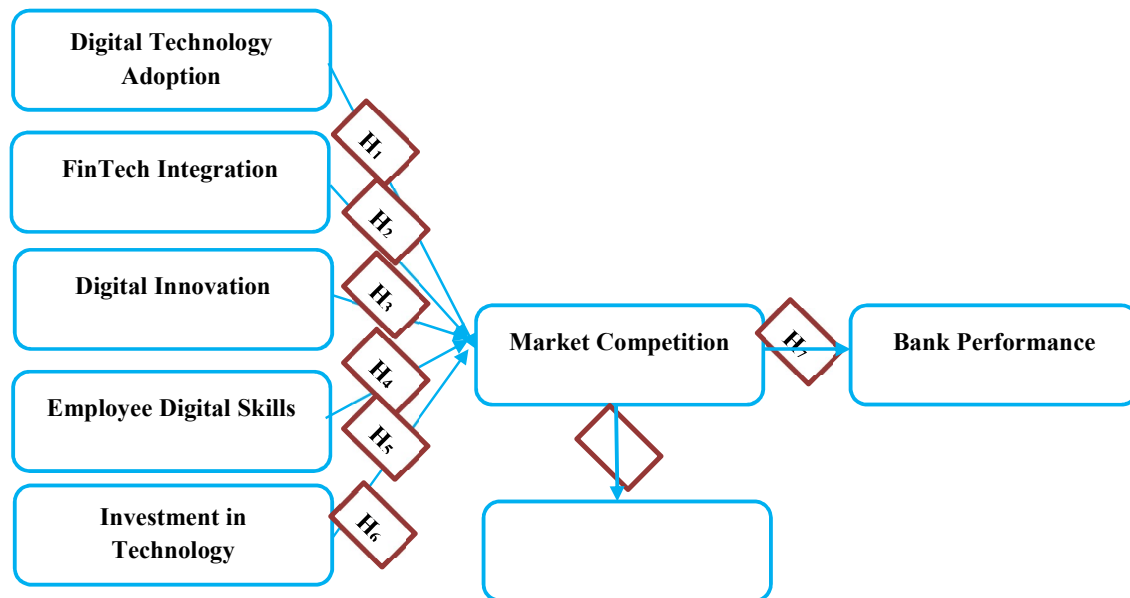 Digital Technology
Adoption
H₁
FinTech Integration
H₂
Digital Innovation
H₃
Market Competition
H₇
Bank Performance
H₄
Employee Digital Skills
H₅
Investment in
Technology
H₆